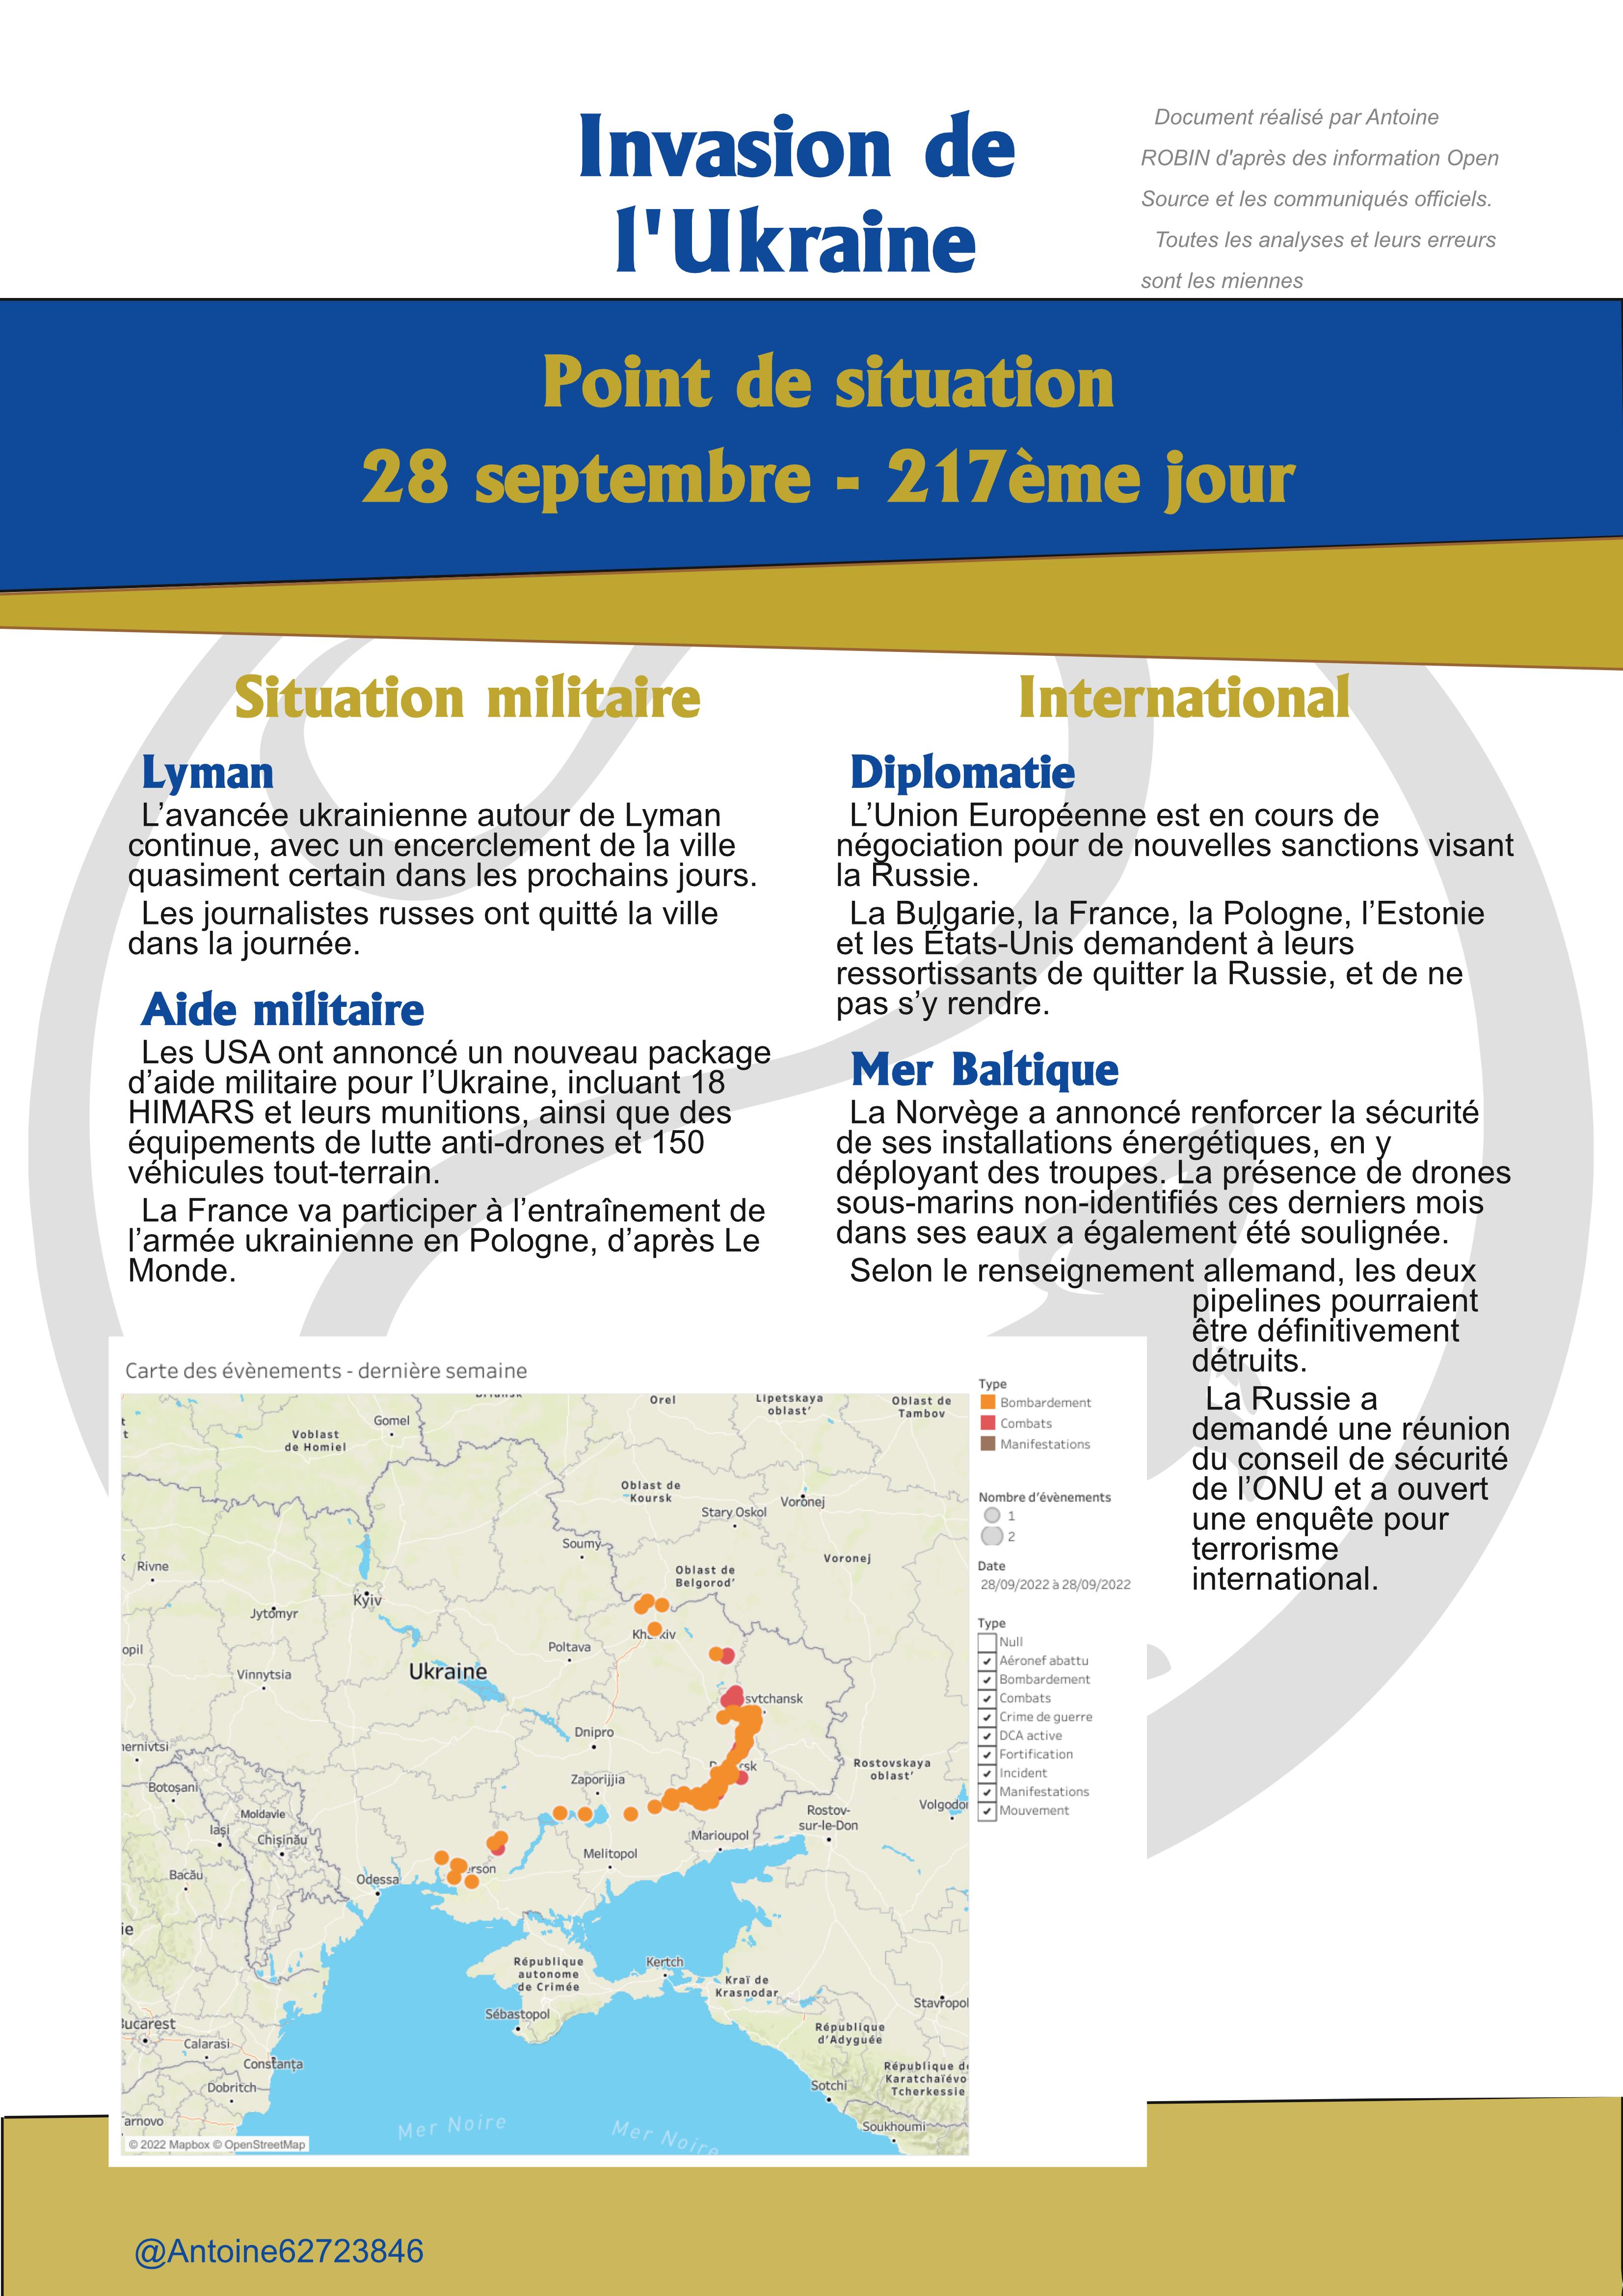 Invasion de
l'Ukraine
Document réalisé par Antoine
ROBIN d'après des information Open
Source et les communiqués officiels.
Toutes les analyses et leurs erreurs
sont les miennes
Point de situation
28 septembre - 217ème jour
Situation militaire
Lyman
L’avancée ukrainienne autour de Lyman
continue, avec un encerclement de la ville
quasiment certain dans les prochains jours.
Les journalistes russes ont quitté la ville
dans la journée.
Aide militaire
Les USA ont annoncé un nouveau package
d’aide militaire pour l’Ukraine, incluant 18
HIMARS et leurs munitions, ainsi que des
équipements de lutte anti-drones et 150
véhicules tout-terrain.
La France va participer à l’entraînement de
l’armée ukrainienne en Pologne, d’après Le
Monde.
International
Diplomatie
L’Union Européenne est en cours de
négociation pour de nouvelles sanctions visant
la Russie.
La Bulgarie, la France, la Pologne, l’Estonie
et les États-Unis demandent à leurs
ressortissants de quitter la Russie, et de ne
pas s’y rendre.
Mer Baltique
La Norvège a annoncé renforcer la sécurité
de ses installations énergétiques, en y
déployant des troupes. La présence de drones
sous-marins non-identifiés ces derniers mois
dans ses eaux a également été soulignée.
Selon le renseignement allemand, les deux
pipelines pourraient
être définitivement
détruits.
La Russie a
demandé une réunion
du conseil de sécurité
de l’ONU et a ouvert
une enquête pour
terrorisme
international.
Carte des évènements - dernière semaine
Orel
Lipetskaya
oblast'
Oblast de
Tambov
Gomel
Voblast
de Homiel
Oblast de
Koursk
Stary Oskol
Voronej
Soumy
Voronej
Rivne
Oblast de
Belgorod'
Kyiv
Jytomyr
Poltava
opil
Vinnytsia
Ukraine
svtchansk
Dnipro
ernivtsi
Rostovskaya
oblast'
Botoșani
Zaporijjia
Volgodo
Moldavie
Rostov-
sur-le-Don
Iași
Chișinău
Marioupol
Melitopol
Bacău
Odessa
erson
ie
République
autonome
de Crimée
Kertch
Kraï de
Krasnodar
Stavropol
Sébastopol
Bucarest
République
d'Adyguée
Calarasi
Constanța
République de
Karatchaïévo
Tcherkessie
Dobritch
Sotchi
arnovo
Mer Noire
Mer Noire
Soukhoumi
© 2022 Mapbox © OpenStreetMap
Type
Bombardement
Combats
Manifestations
Nombre d'évènements
1
2
Date
28/09/2022 à 28/09/2022
Type
Null
Aéronef abattu
Bombardement
Combats
Crime de guerre
DCA active
Fortification
Incident
Manifestations
Mouvement
@Antoine62723846